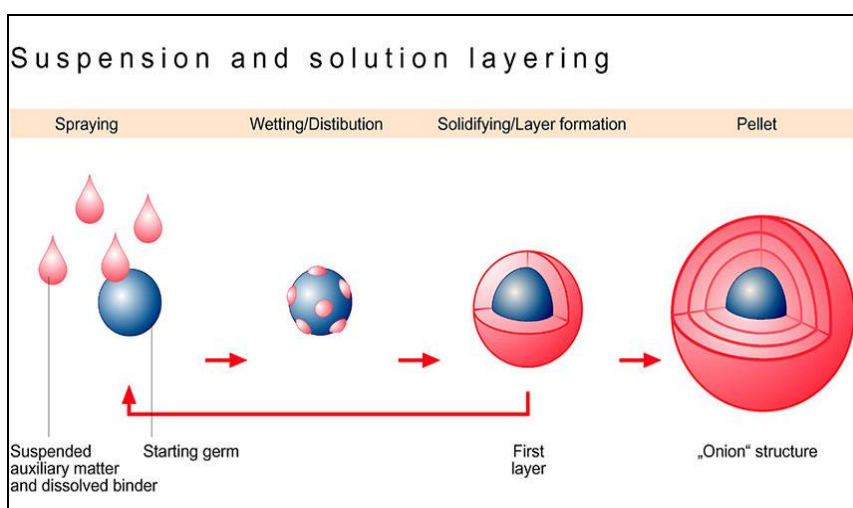 Suspension and solution layering
Spraying
Wetting/Distibution
Solidifying/Layer formation
Pellet
Suspended
auxiliary matter
and dissolved binder
Starting germ
First
layer
„Onion“ structure